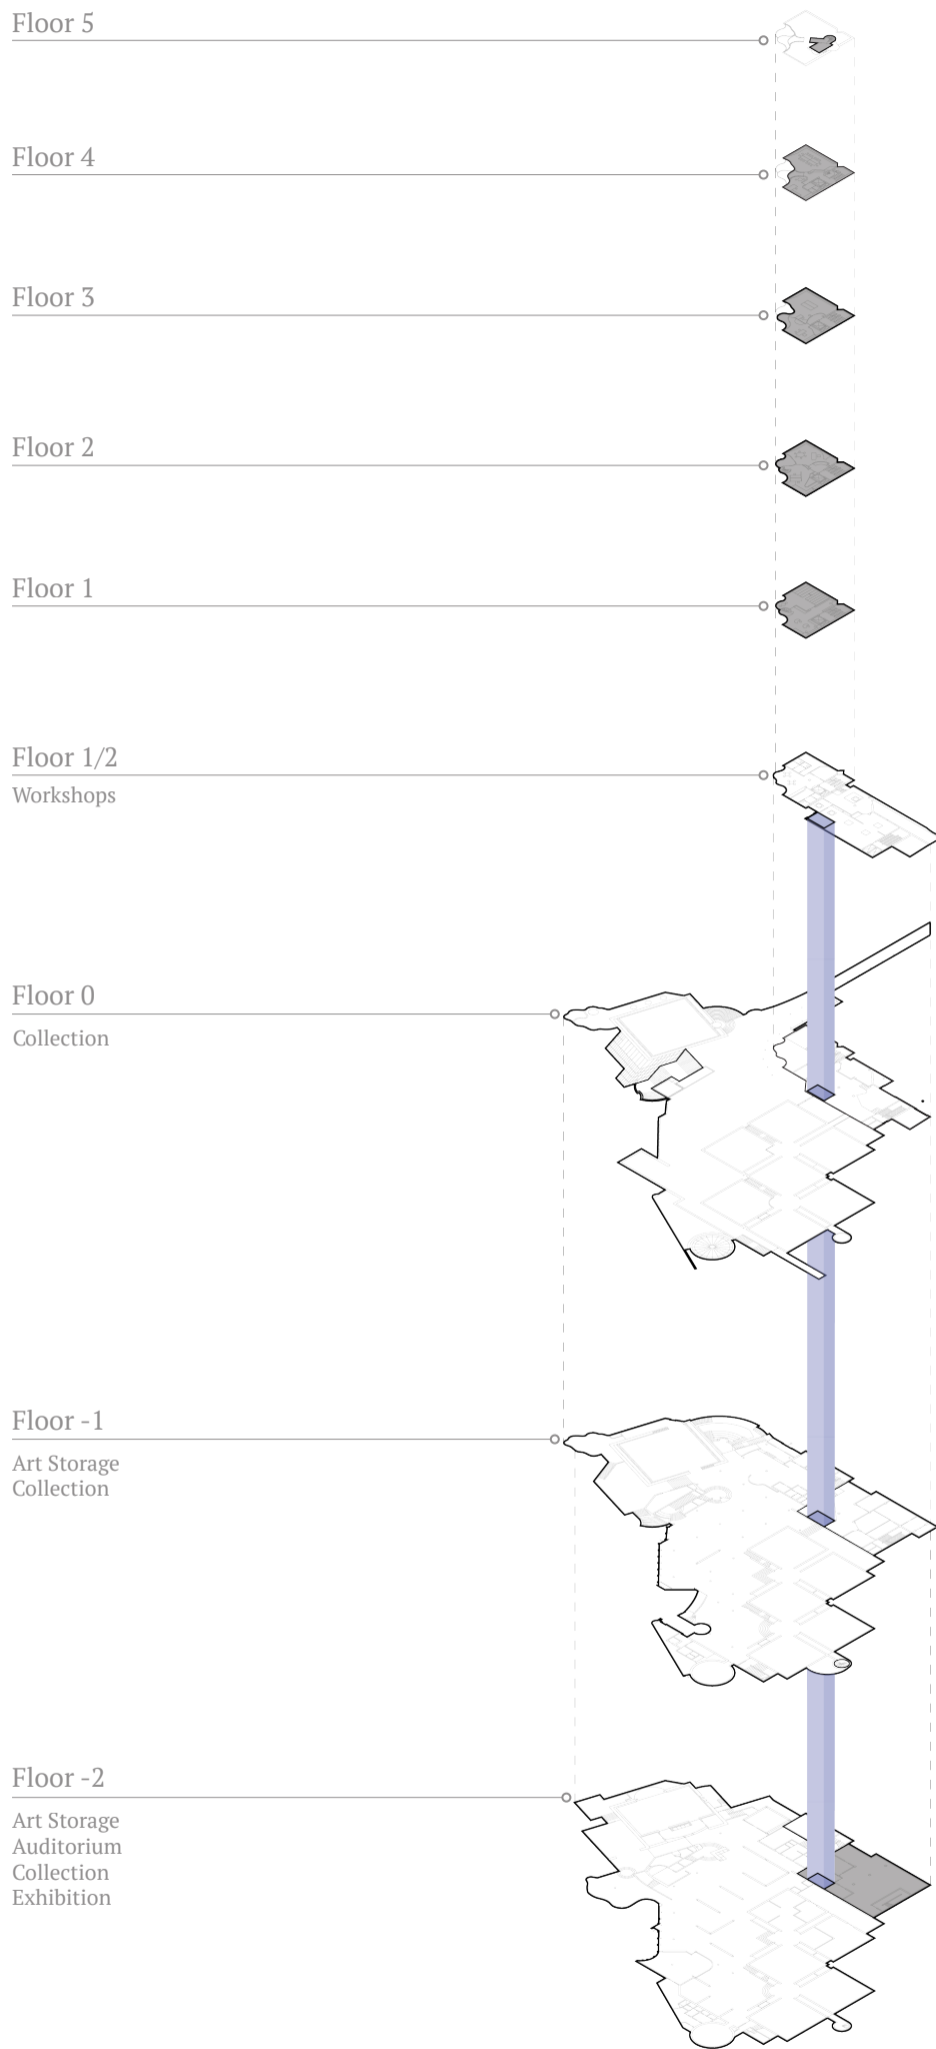 Floor 5
Floor 4
Floor 3
Floor 2
Floor 1
Floor 1/2
Workshops
Floor 0
Collection
Floor -1
Art Storage
Collection
Floor -2
Art Storage
Auditorium
Collection
Exhibition